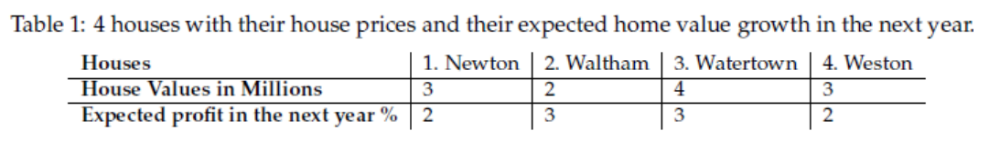 Table 1: 4 houses with their house prices and their expected home value growth in the next year.
Houses 1. Newton 2. Waltham 3. Watertown 4. Weston
House Values in Millions 3 2 4 3
Expected profit in the next year % 2 3 3 2